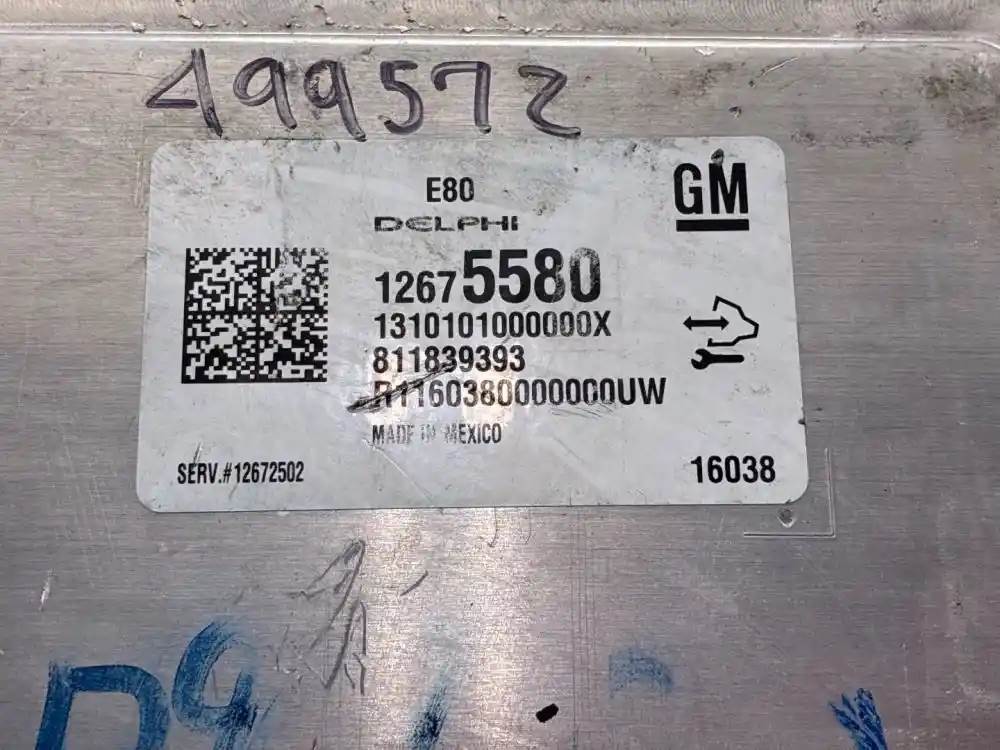 499572
E80
GM
DELPHI
12675580
1310101000000X
811839393
R1160380000000UW
MADE IN MEXICO
SERV.#12672502
16038